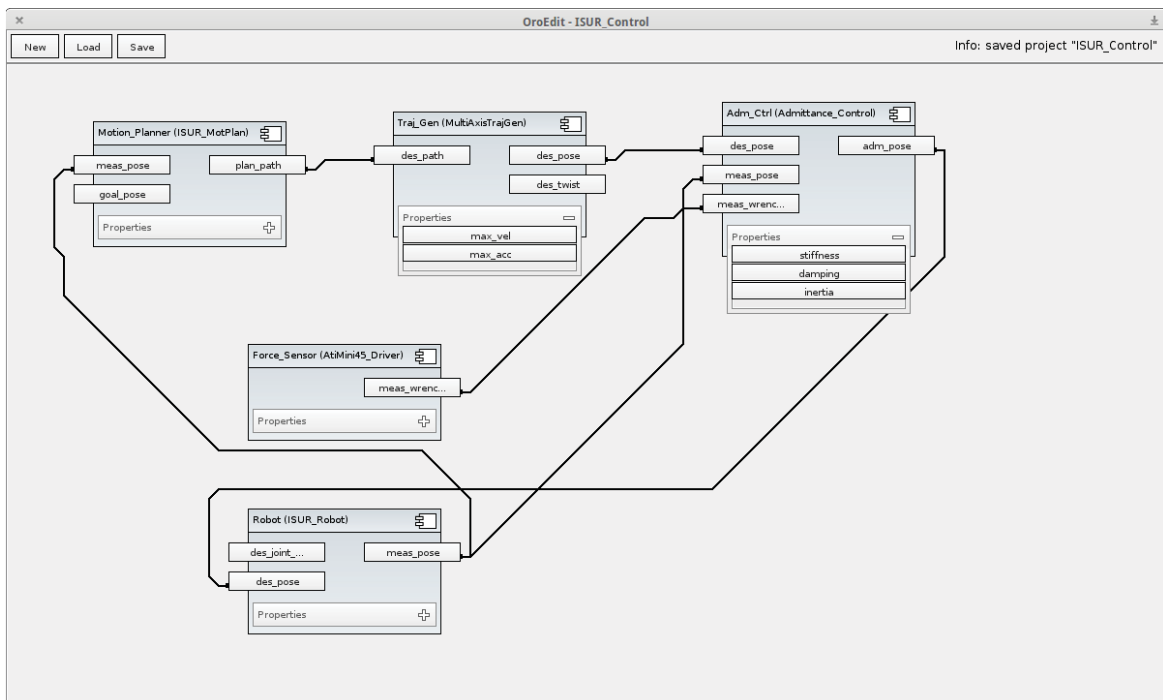 OroEdit - ISUR_Control
New Load Save Info: saved project "ISUR_Control"
Motion_Planner (ISUR_MotPlan)
meas_pose plan_path
goal_pose
Properties
Traj_Gen (MultiAxisTrajGen)
des_path des_pose
des_twist
Properties
max_vel
max_acc
Adm_Ctrl (Admittance_Control)
des_pose adm_pose
meas_pose
meas_wrenc...
Properties
stiffness
damping
inertia
Force_Sensor (AtiMini45_Driver)
meas_wrenc...
Properties
Robot (ISUR_Robot)
des_joint_... meas_pose
des_pose
Properties